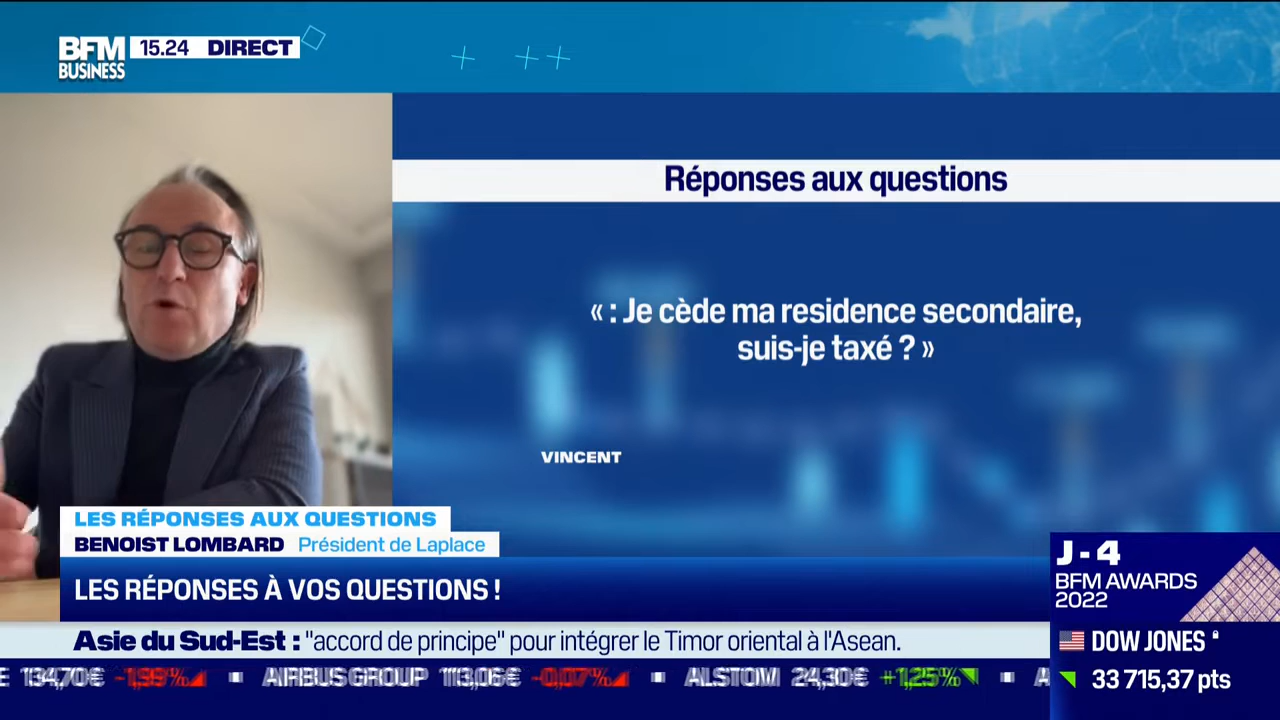 BFM
BUSINESS
15.24 DIRECT
Réponses aux questions
« : Je cède ma residence secondaire,
suis-je taxé ? »
VINCENT
LES RÉPONSES AUX QUESTIONS
BENOIST LOMBARD Président de Laplace
LES RÉPONSES À VOS QUESTIONS !
J - 4
BFM AWARDS
2022
Asie du Sud-Est : "accord de principe" pour intégrer le Timor oriental à l'Asean.
DOW JONES
33 715,37 pts
E 134,70€ -1,99% AIRBUS GROUP 113,06€ -0,07% ALSTOM 24,30€ +1,25% A